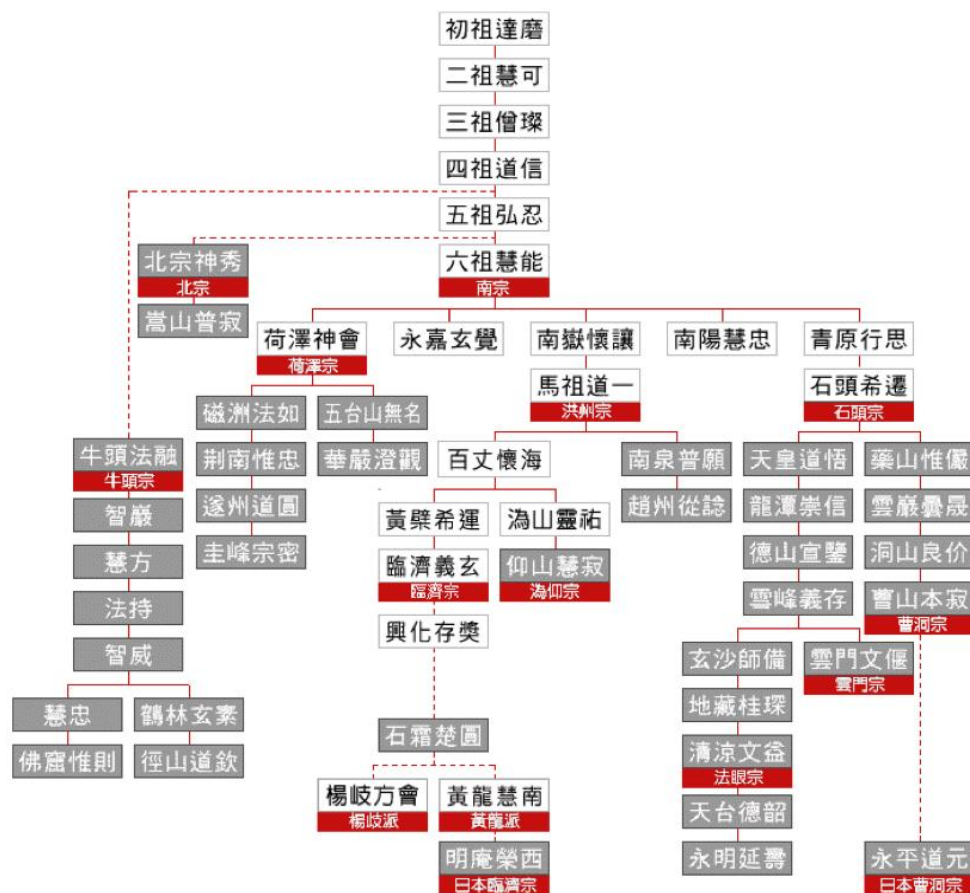 初祖達磨
二祖慧可
三祖僧璨
四祖道信
五祖弘忍
北宗神秀
北宗
六祖慧能
南宗
嵩山普寂
荷澤神會
荷澤宗
永嘉玄覺
南嶽懷讓
南陽慧忠
青原行思
馬祖道一
洪州宗
石頭希遷
石頭宗
磁洲法如
五台山無名
牛頭法融
牛頭宗
荆南惟忠
華嚴澄觀
百丈懷海
南泉普願
天皇道悟
藥山惟儼
智巖
遂州道圓
黃檗希運
溈山靈祐
趙州從諗
龍潭崇信
雲巖曇晟
慧方
圭峰宗密
臨濟義玄
臨濟宗
仰山慧寂
溈仰宗
德山宣鑒
洞山良价
法持
興化存獎
雪峰義存
曹山本寂
曹洞宗
智威
玄沙師備
雲門文偃
雲門宗
慧忠
鶴林玄素
石霜楚圓
地藏桂琛
佛窟惟則
徑山道欽
清涼文益
法眼宗
楊岐方會
楊歧派
黃龍慧南
黃龍派
天台德韶
明庵榮西
日本臨濟宗
永明延壽
永平道元
日本曹洞宗